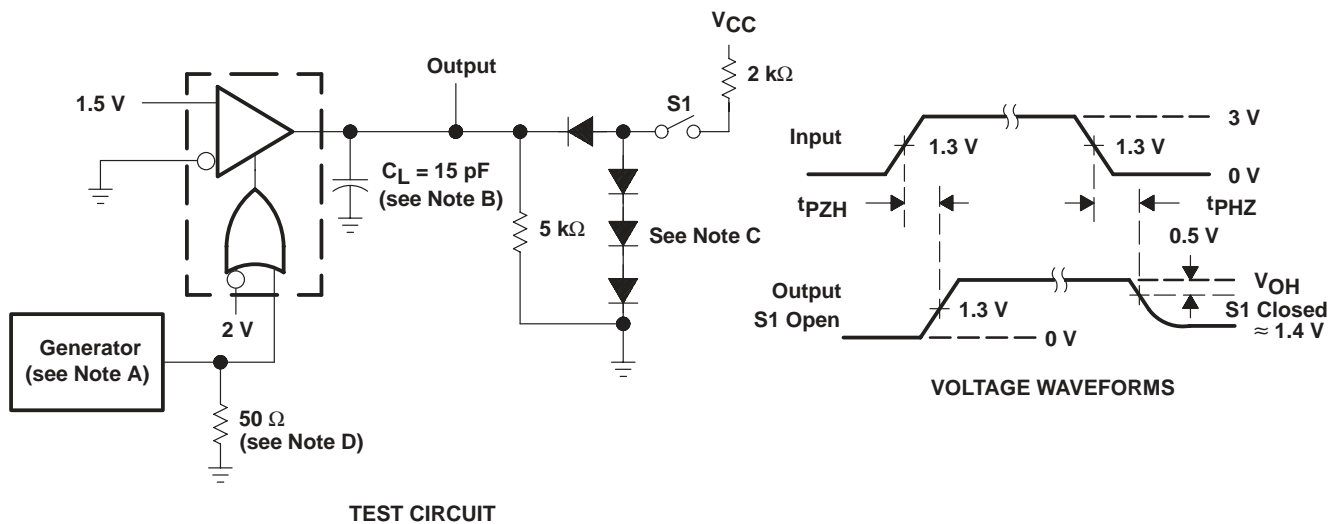 VCC
2 kΩ
Output
S1
1.5 V
CL = 15 pF
(see Note B)
5 kΩ
See Note C
2 V
Generator
(see Note A)
50 Ω
(see Note D)
TEST CIRCUIT
Input
1.3 V
1.3 V
3 V
0 V
tPZH
tPHZ
0.5 V
Output
S1 Open
1.3 V
0 V
VOH
S1 Closed
≈ 1.4 V
VOLTAGE WAVEFORMS